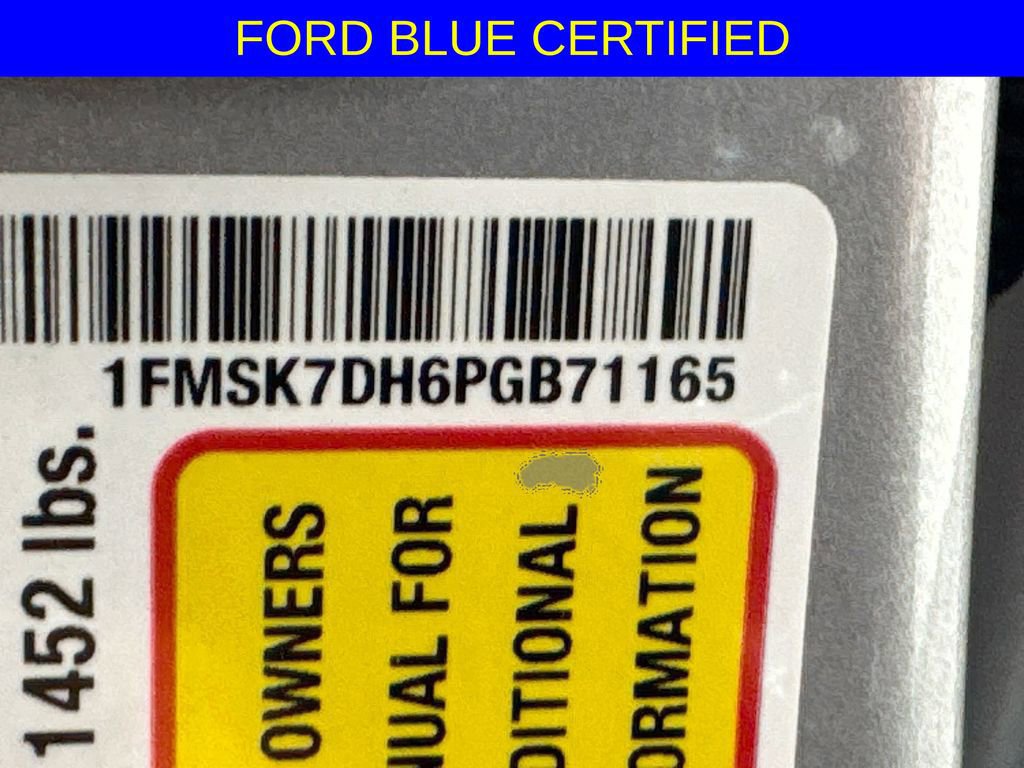 FORD BLUE CERTIFIED
1FMSK7DH6PGB71165
1452 lbs.
OWNERS
NUAL FOR
DITIONAL
ORMATION